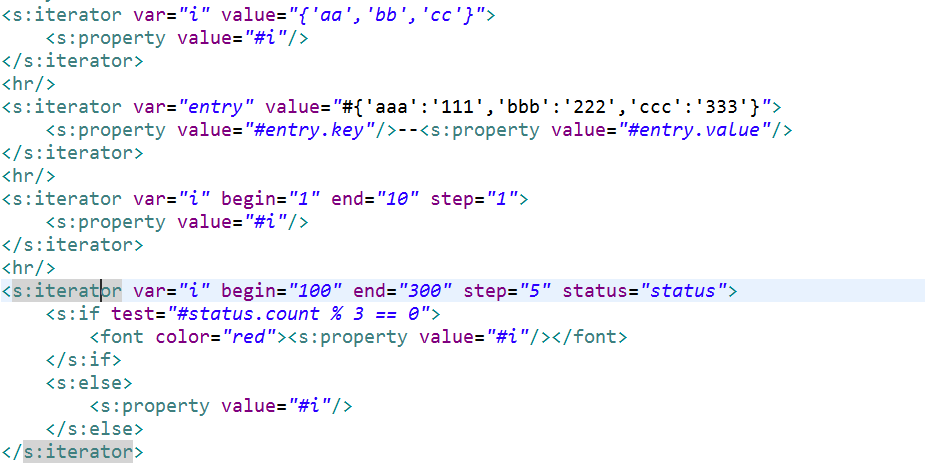 <s:iterator var="i" value="{'aa','bb','cc'}">
    <s:property value="#i"/>
</s:iterator>
<hr/>
<s:iterator var="entry" value="#{'aaa':'111','bbb':'222','ccc':'333'}">
    <s:property value="#entry.key"/>--<s:property value="#entry.value"/>
</s:iterator>
<hr/>
<s:iterator var="i" begin="1" end="10" step="1">
    <s:property value="#i"/>
</s:iterator>
<hr/>
<s:iterator var="i" begin="100" end="300" step="5" status="status">
    <s:if test="#status.count % 3 == 0">
        <font color="red"><s:property value="#i"/></font>
    </s:if>
    <s:else>
        <s:property value="#i"/>
    </s:else>
</s:iterator>